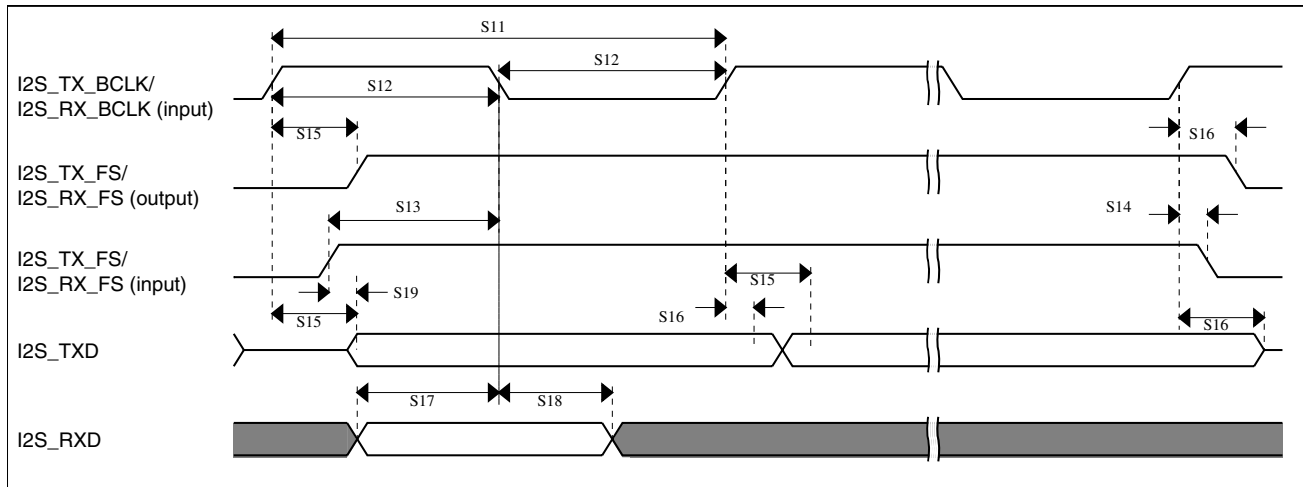 S11
S12
I2S_TX_BCLK/
I2S_RX_BCLK (input)
S12
S15
S16
I2S_TX_FS/
I2S_RX_FS (output)
S13
S14
I2S_TX_FS/
I2S_RX_FS (input)
S15
S19
S15
S16
S16
I2S_TXD
S17
S18
I2S_RXD